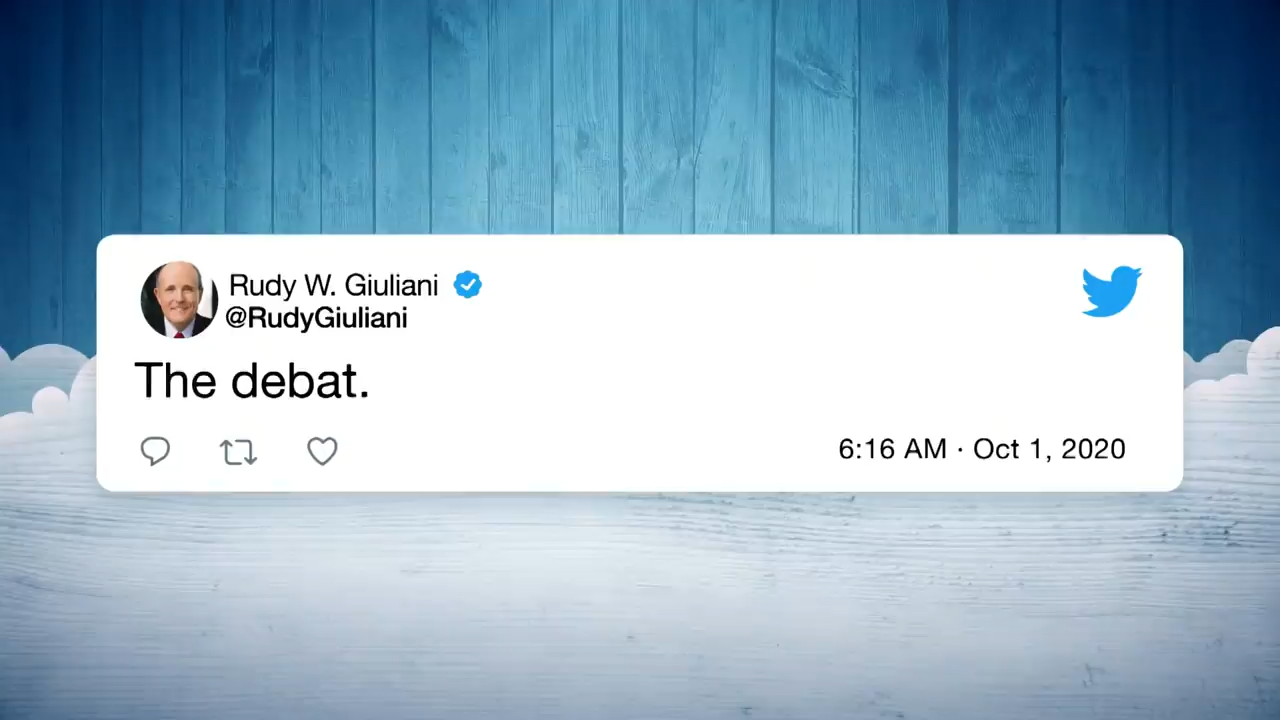 Rudy W. Giuliani
@RudyGiuliani
The debat.
6:16 AM · Oct 1, 2020